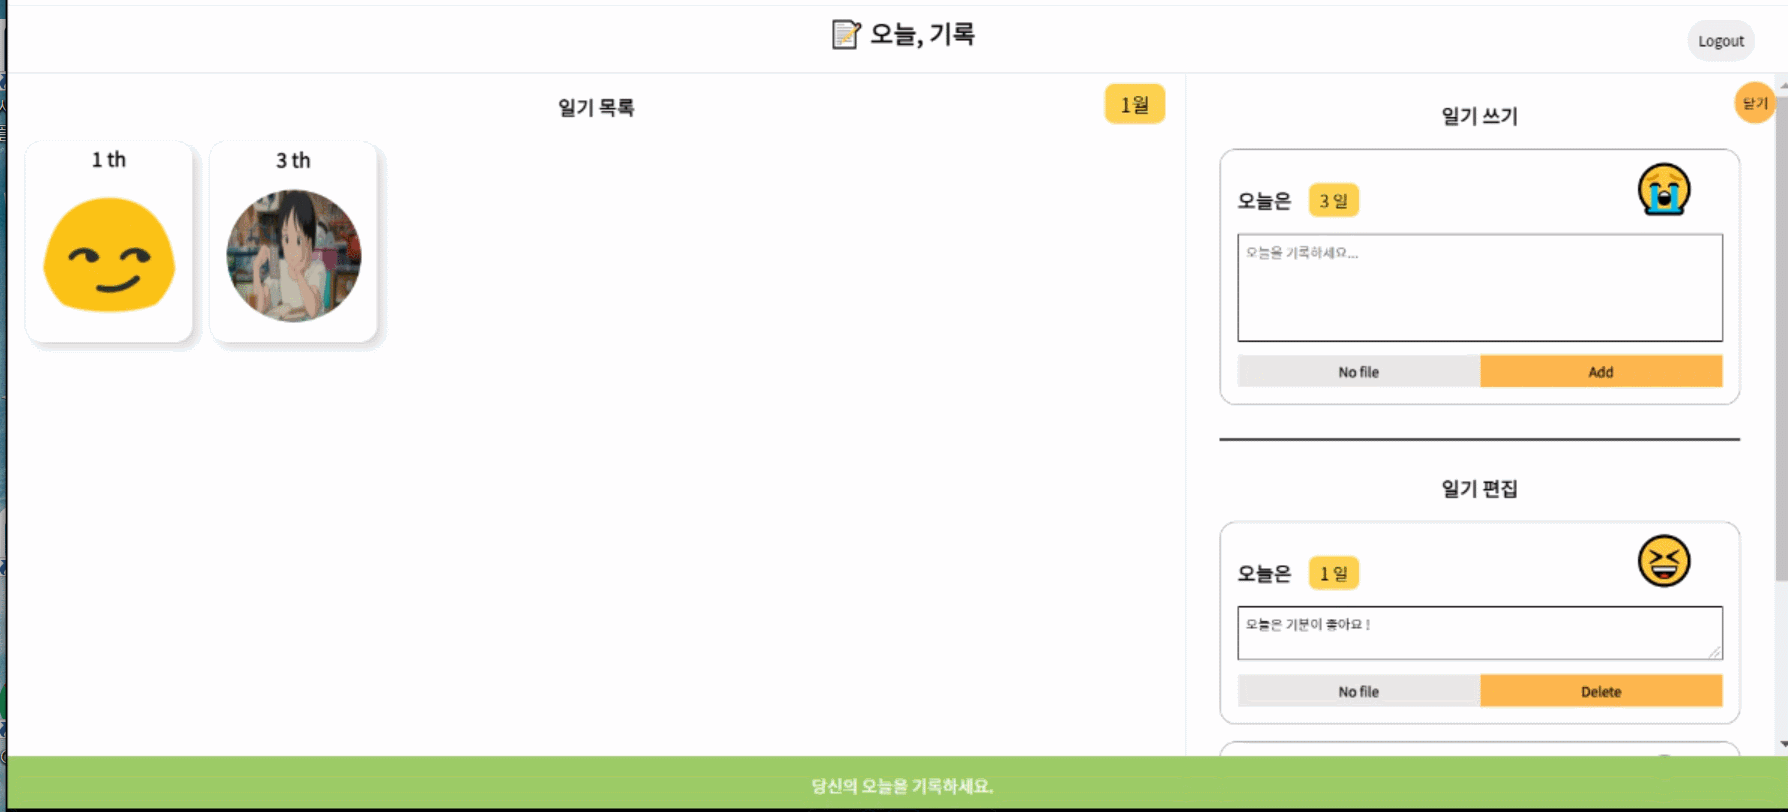 📝 오늘, 기록
Logout
일기 목록
1월
1 th
3 th
일기 쓰기
닫기
오늘은 3 일
오늘을 기록하세요...
No file
Add
일기 편집
오늘은 1 일
오늘은 기분이 좋아요 !
No file
Delete
당신의 오늘을 기록하세요.